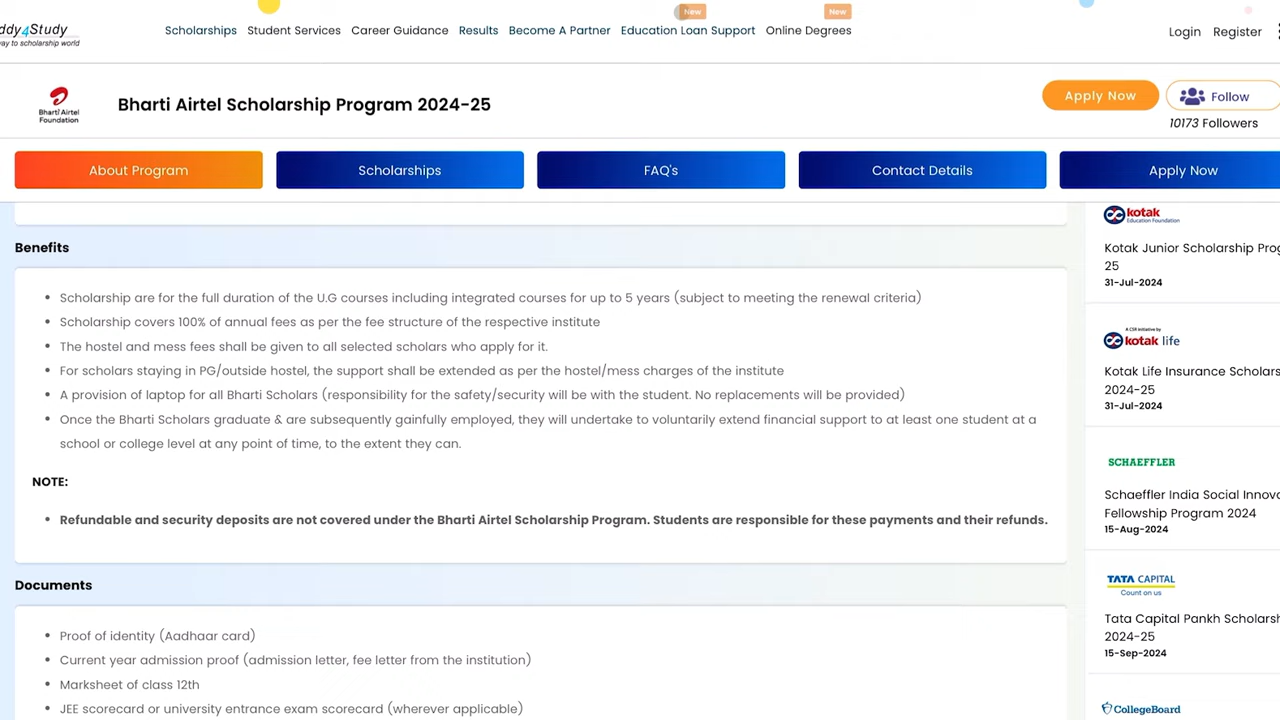 ddy4Study
ay to scholarship world
Scholarships Student Services Career Guidance Results Become A Partner New Education Loan Support New Online Degrees
Login Register
Bharti Airtel Foundation
Bharti Airtel Scholarship Program 2024-25
Apply Now
Follow
10173 Followers
About Program Scholarships FAQ's Contact Details Apply Now
Benefits
• Scholarship are for the full duration of the U.G courses including integrated courses for up to 5 years (subject to meeting the renewal criteria)
• Scholarship covers 100% of annual fees as per the fee structure of the respective institute
• The hostel and mess fees shall be given to all selected scholars who apply for it.
• For scholars staying in PG/outside hostel, the support shall be extended as per the hostel/mess charges of the institute
• A provision of laptop for all Bharti Scholars (responsibility for the safety/security will be with the student. No replacements will be provided)
• Once the Bharti Scholars graduate & are subsequently gainfully employed, they will undertake to voluntarily extend financial support to at least one student at a
school or college level at any point of time, to the extent they can.
NOTE:
• Refundable and security deposits are not covered under the Bharti Airtel Scholarship Program. Students are responsible for these payments and their refunds.
Documents
• Proof of identity (Aadhaar card)
• Current year admission proof (admission letter, fee letter from the institution)
• Marksheet of class 12th
• JEE scorecard or university entrance exam scorecard (wherever applicable)
kotak
Education Foundation
Kotak Junior Scholarship Prog
25
31-Jul-2024
A CSR Initiative by
kotak life
Kotak Life Insurance Scholars
2024-25
31-Jul-2024
SCHAEFFLER
Schaeffler India Social Innova
Fellowship Program 2024
15-Aug-2024
TATA CAPITAL
Count on us
Tata Capital Pankh Scholarsh
2024-25
15-Sep-2024
CollegeBoard